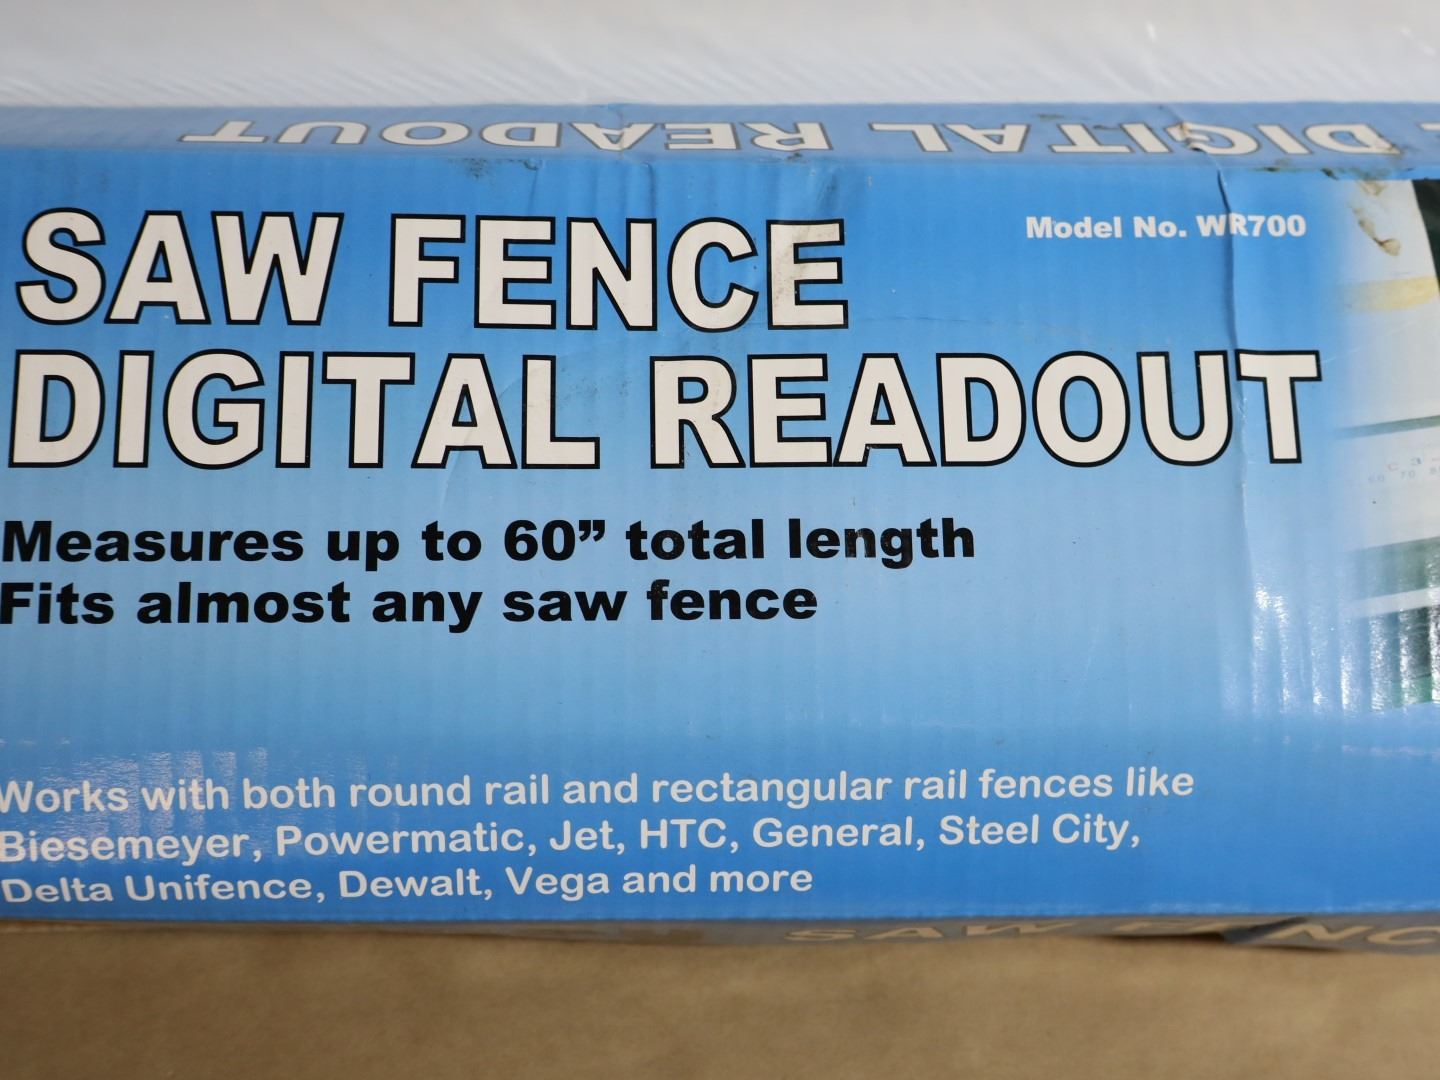 DIGITAL READOUT
SAW FENCE
Model No. WR700
DIGITAL READOUT
Measures up to 60” total length
Fits almost any saw fence
Works with both round rail and rectangular rail fences like
Biesemeyer, Powermatic, Jet, HTC, General, Steel City,
Delta Unifence, Dewalt, Vega and more
SAW